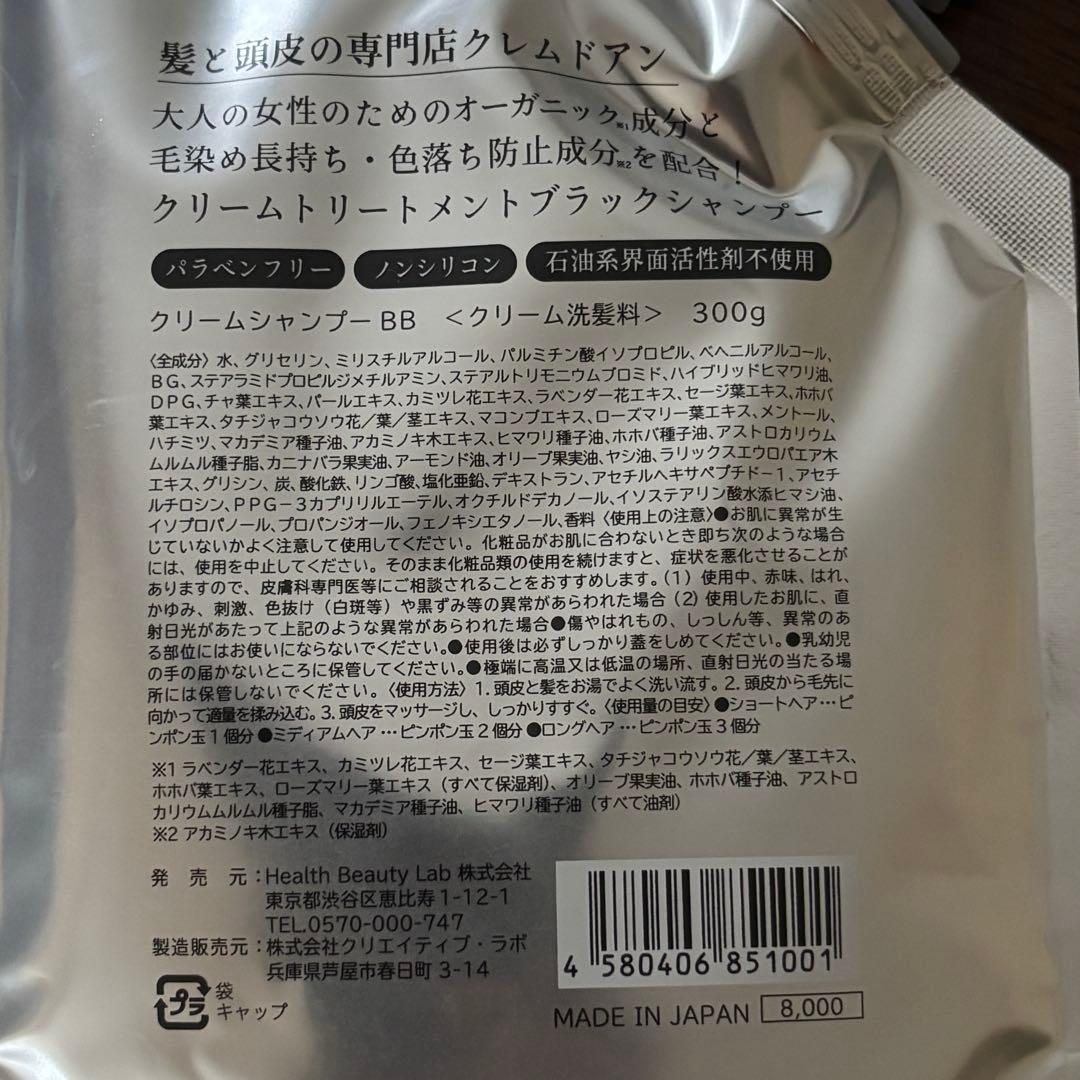 髪と頭皮の専門店クレムドアン
大人の女性のためのオーガニック※1成分と
毛染め長持ち・色落ち防止成分※2を配合！
クリームトリートメントブラックシャンプー
パラベンフリー ノンシリコン 石油系界面活性剤不使用
クリームシャンプーBB ＜クリーム洗髪料＞ 300g
〈全成分〉水、グリセリン、ミリスチルアルコール、パルミチン酸イソプロピル、ベヘニルアルコール、
BG、ステアラミドプロピルジメチルアミン、ステアルトリモニウムブロミド、ハイブリッドヒマワリ油、
DPG、チャ葉エキス、パールエキス、カミツレ花エキス、ラベンダー花エキス、セージ葉エキス、ホホバ
葉エキス、タチジャコウソウ花／葉／茎エキス、マコンブエキス、ローズマリー葉エキス、メントール、
ハチミツ、マカデミア種子油、アカミノキ木エキス、ヒマワリ種子油、ホホバ種子油、アストロカリウム
ムルムル種子脂、カニナバラ果実油、アーモンド油、オリーブ果実油、ヤシ油、ラリックスエウロパエア木
エキス、グリシン、炭、酸化鉄、リンゴ酸、塩化亜鉛、デキストラン、アセチルヘキサペプチド－1、アセチ
ルチロシン、PPG－3カプリリルエーテル、オクチルドデカノール、イソステアリン酸水添ヒマシ油、
イソプロパノール、プロパンジオール、フェノキシエタノール、香料〈使用上の注意〉●お肌に異常が生
じていないかよく注意して使用してください。化粧品がお肌に合わないとき即ち次のような場合
には、使用を中止してください。そのまま化粧品類の使用を続けますと、症状を悪化させることが
ありますので、皮膚科専門医等にご相談されることをおすすめします。（1）使用中、赤味、はれ、
かゆみ、刺激、色抜け（白斑等）や黒ずみ等の異常があらわれた場合（2）使用したお肌に、直
射日光があたって上記のような異常があらわれた場合●傷やはれもの、しっしん等、異常のあ
る部位にはお使いにならないでください。●使用後は必ずしっかり蓋をしめてください。●乳幼児
の手の届かないところに保管してください。●極端に高温又は低温の場所、直射日光の当たる場
所には保管しないでください。〈使用方法〉1. 頭皮と髪をお湯でよく洗い流す。2. 頭皮から毛先に
向かって適量を揉み込む。3. 頭皮をマッサージし、しっかりすすぐ。〈使用量の目安〉●ショートヘア…ピ
ンポン玉1個分●ミディアムヘア…ピンポン玉2個分●ロングヘア…ピンポン玉3個分
※1 ラベンダー花エキス、カミツレ花エキス、セージ葉エキス、タチジャコウソウ花／葉／茎エキス、
ホホバ葉エキス、ローズマリー葉エキス（すべて保湿剤）、オリーブ果実油、ホホバ種子油、アストロ
カリウムムルムル種子脂、マカデミア種子油、ヒマワリ種子油（すべて油剤）
※2 アカミノキ木エキス（保湿剤）
発売元：Health Beauty Lab 株式会社
東京都渋谷区恵比寿1-12-1
TEL.0570-000-747
製造販売元：株式会社クリエイティブ・ラボ
兵庫県芦屋市春日町3-14
プラ 袋
キャップ
4 580406 851001
MADE IN JAPAN 8,000